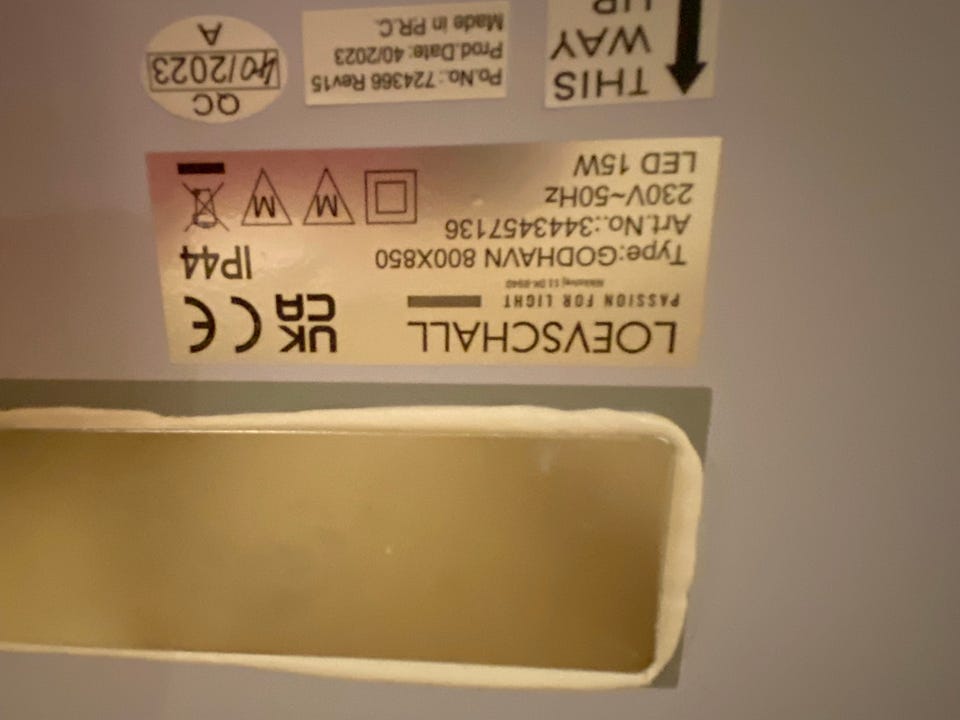 LOEVSCHALL
PASSION FOR LIGHT
Type:GODHAVN 800X850
Art.No.:3443457136
230V~50Hz
LED 15W
UK
CA
CE
IP44
M
M
Po.No.:724366 Rev15
Prod.Date: 40/2023
Made in P.R.C.
QC
40/2023
A
THIS
WAY
UP